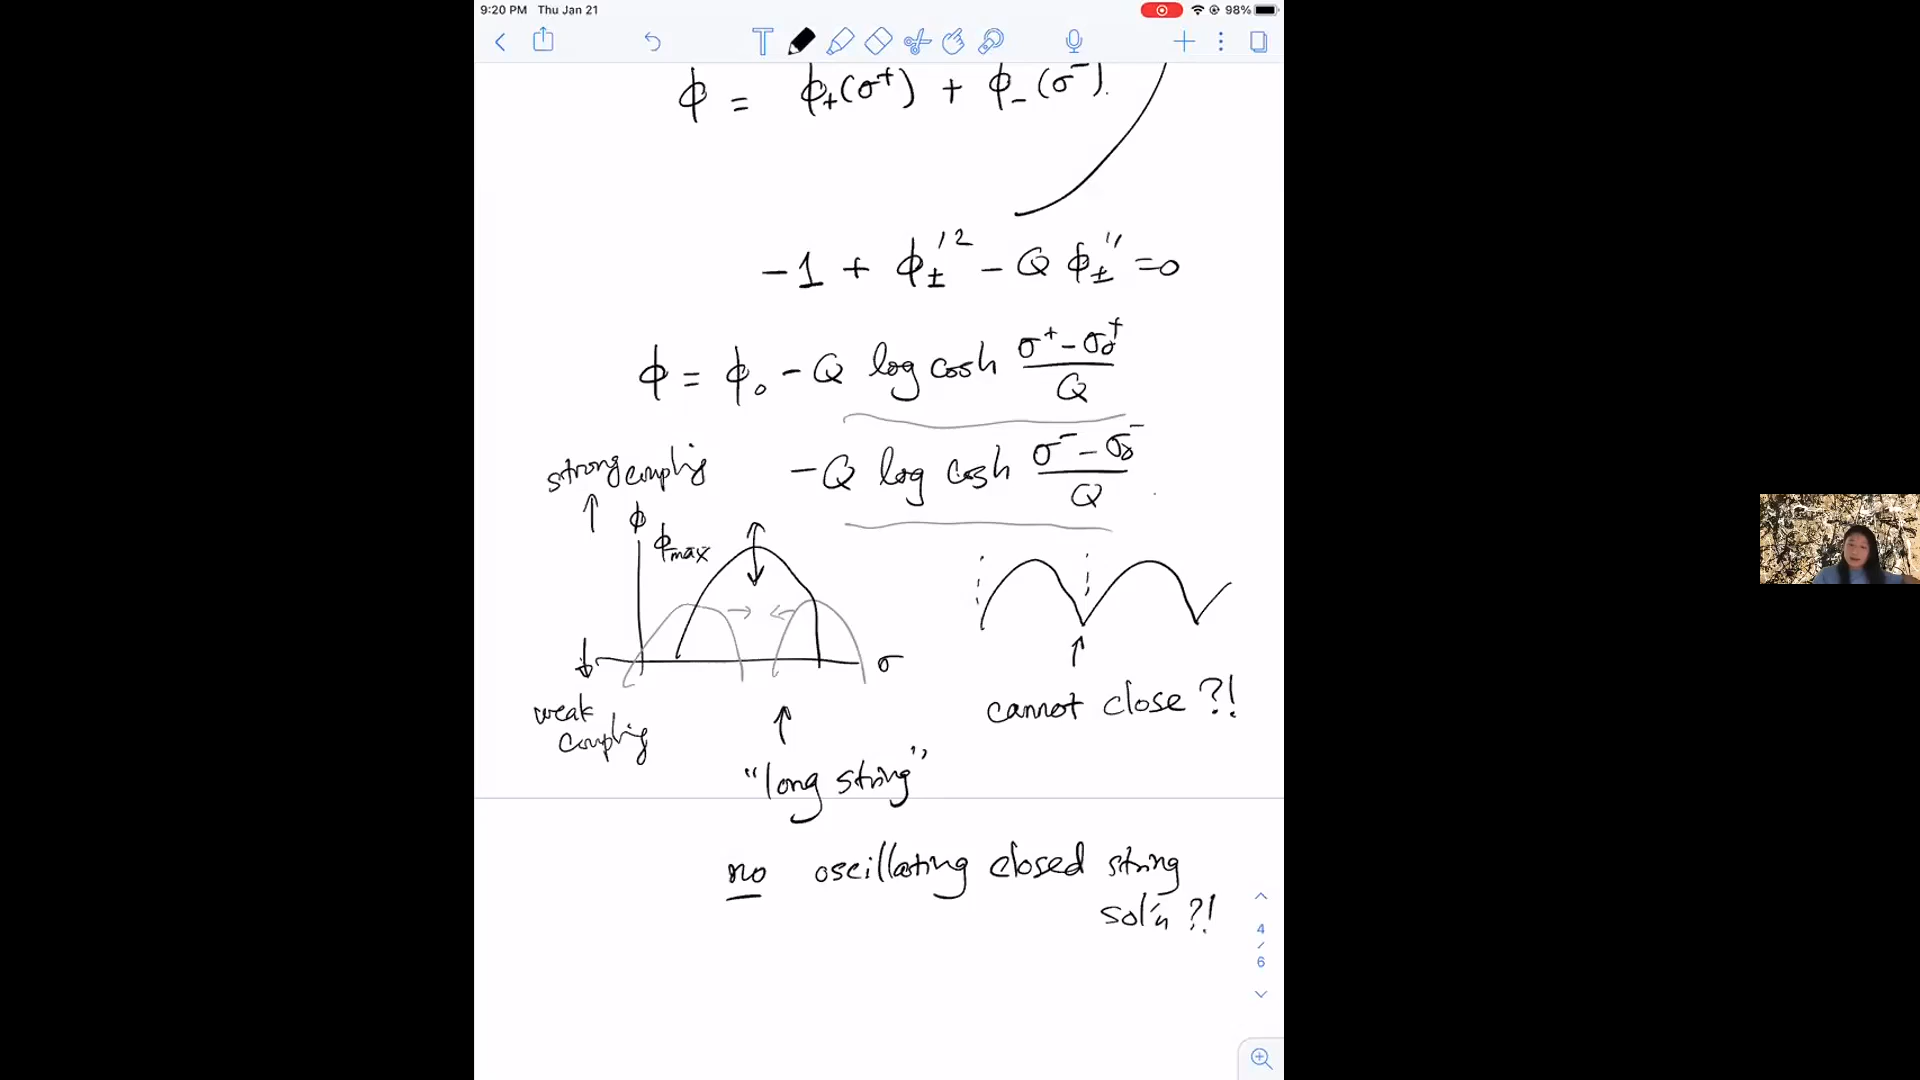 9:20 PM Thu Jan 21
98%
T
ϕ = ϕ₊(σ⁺) + ϕ₋(σ⁻).
-1 + ϕ±'² - Q ϕ±'' = 0
ϕ = ϕ₀ - Q log cosh (σ⁺ - σ₀⁺)/Q
- Q log cosh (σ⁻ - σ₀⁻)/Q
strong coupling
↑ ϕ
ϕmax
σ
weak
coupling
cannot close ?!
"long string"
no oscillating closed string
sol'n ?!
4
/
6